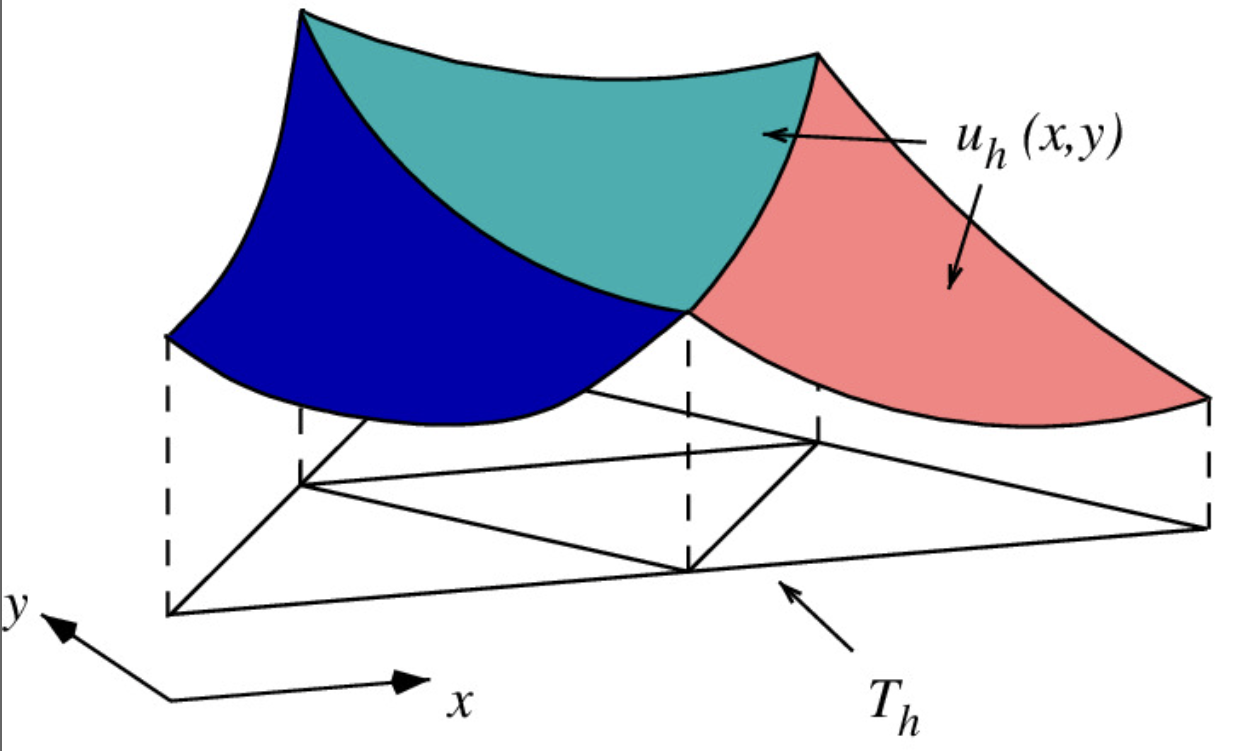 u_h (x,y)
y
x
T_h